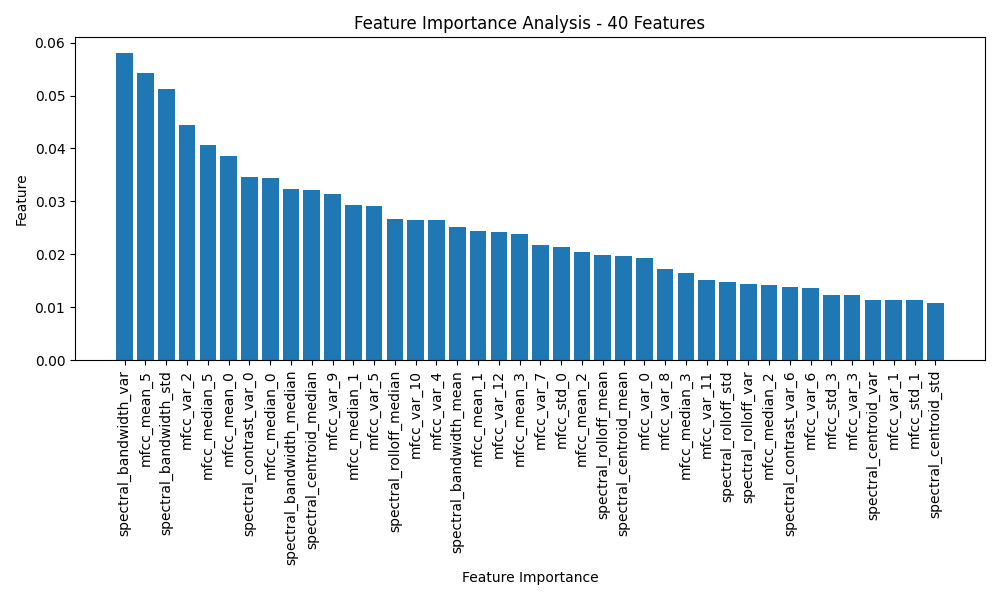 Feature Importance Analysis - 40 Features
Feature
0.06
0.05
0.04
0.03
0.02
0.01
0.00
spectral_bandwidth_var
mfcc_mean_5
spectral_bandwidth_std
mfcc_var_2
mfcc_median_5
mfcc_mean_0
spectral_contrast_var_0
mfcc_median_0
spectral_bandwidth_median
spectral_centroid_median
mfcc_var_9
mfcc_median_1
mfcc_var_5
spectral_rolloff_median
mfcc_var_10
mfcc_var_4
spectral_bandwidth_mean
mfcc_mean_1
mfcc_var_12
mfcc_mean_3
mfcc_var_7
mfcc_std_0
mfcc_mean_2
spectral_rolloff_mean
spectral_centroid_mean
mfcc_var_0
mfcc_var_8
mfcc_median_3
mfcc_var_11
spectral_rolloff_std
spectral_rolloff_var
mfcc_median_2
spectral_contrast_var_6
mfcc_var_6
mfcc_std_3
mfcc_var_3
spectral_centroid_var
mfcc_var_1
mfcc_std_1
spectral_centroid_std
Feature Importance